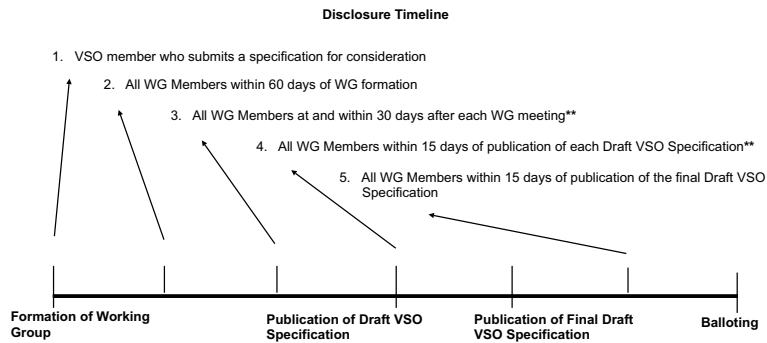 Disclosure Timeline
1. VSO member who submits a specification for consideration
2. All WG Members within 60 days of WG formation
3. All WG Members at and within 30 days after each WG meeting**
4. All WG Members within 15 days of publication of each Draft VSO Specification**
5. All WG Members within 15 days of publication of the final Draft VSO
Specification
Formation of Working
Group
Publication of Draft VSO
Specification
Publication of Final Draft
VSO Specification
Balloting